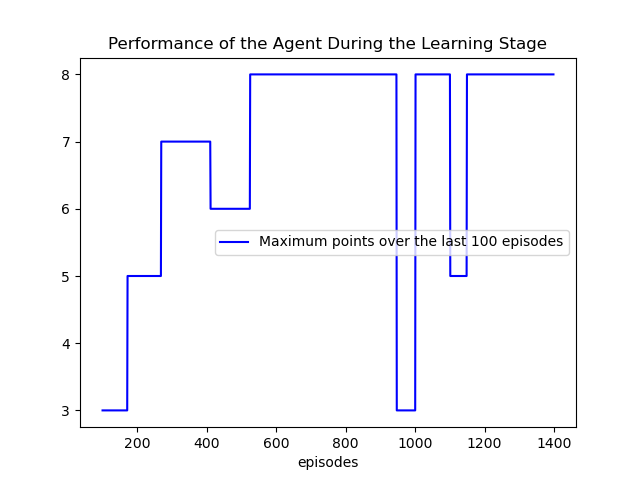 Performance of the Agent During the Learning Stage
8
7
6
5
4
3
Maximum points over the last 100 episodes
200 400 600 800 1000 1200 1400
episodes